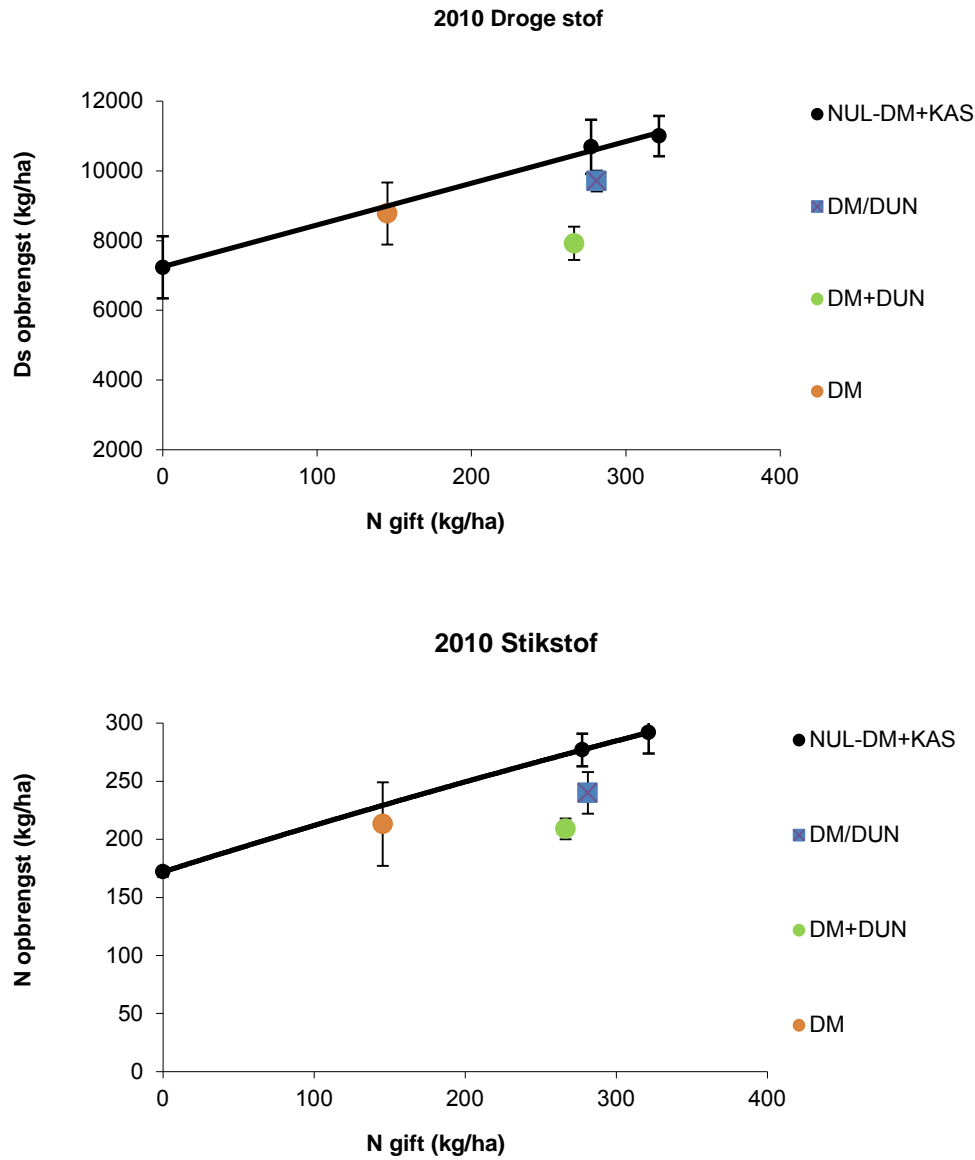 2010 Droge stof
Ds opbrengst (kg/ha)
12000
10000
8000
6000
4000
2000
0
100
200
300
400
N gift (kg/ha)
NUL-DM+KAS
DM/DUN
DM+DUN
DM
2010 Stikstof
N opbrengst (kg/ha)
300
250
200
150
100
50
0
0
100
200
300
400
N gift (kg/ha)
NUL-DM+KAS
DM/DUN
DM+DUN
DM